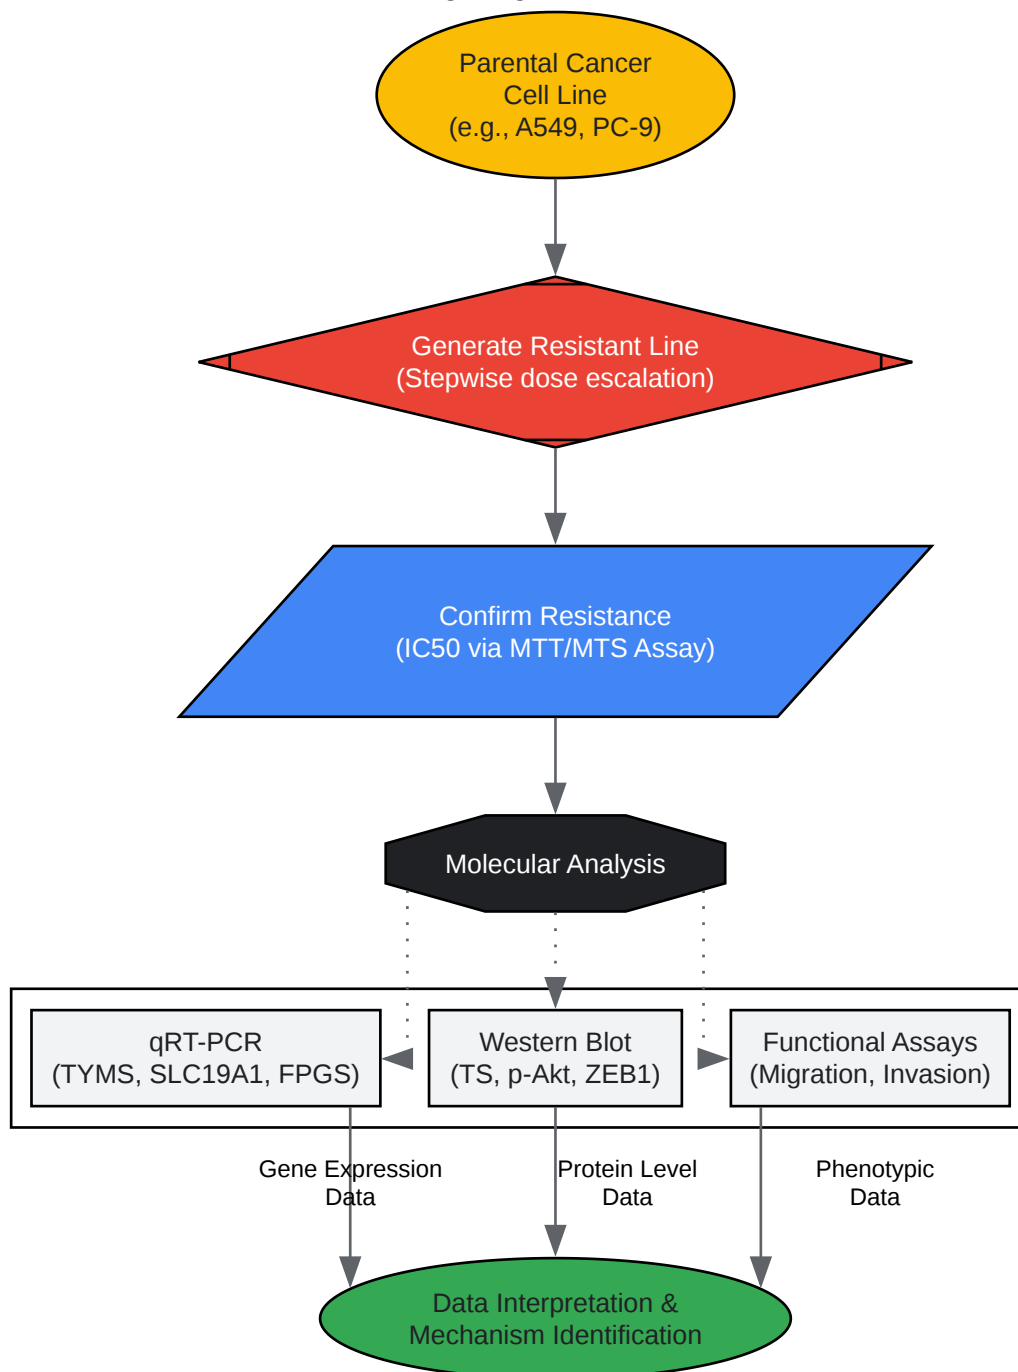 Parental Cancer
Cell Line
(e.g., A549, PC-9)
Generate Resistant Line
(Stepwise dose escalation)
Confirm Resistance
(IC50 via MTT/MTS Assay)
Molecular Analysis
qRT-PCR
(TYMS, SLC19A1, FPGS)
Western Blot
(TS, p-Akt, ZEB1)
Functional Assays
(Migration, Invasion)
Gene Expression
Data
Protein Level
Data
Phenotypic
Data
Data Interpretation &
Mechanism Identification